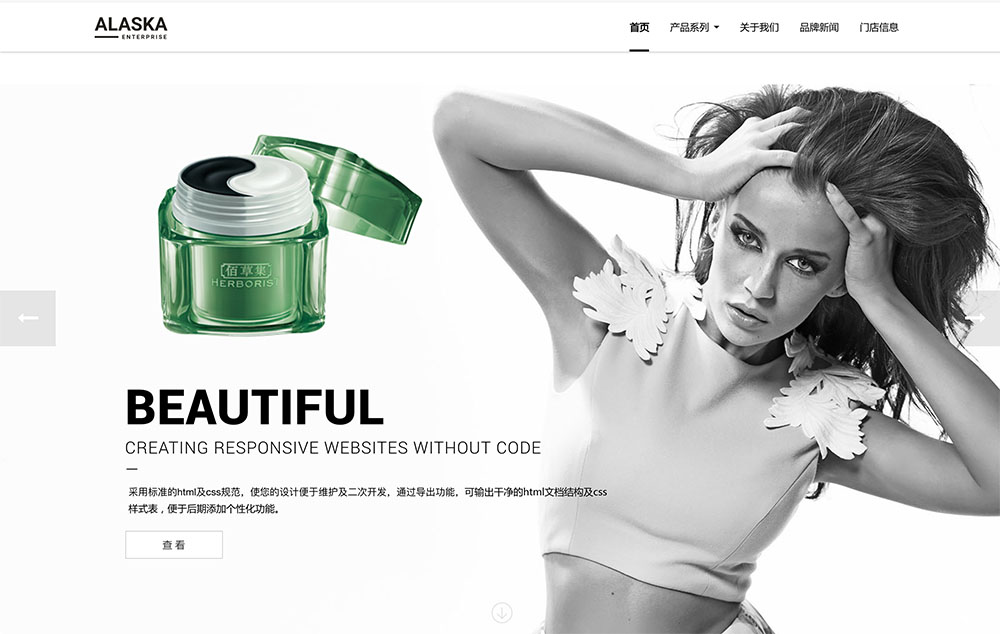 ALASKA
ENTERPRISE
首页 产品系列 关于我们 品牌新闻 门店信息
佰草集
HERBORIST
BEAUTIFUL
CREATING RESPONSIVE WEBSITES WITHOUT CODE
采用标准的html及css规范，使您的设计便于维护及二次开发，通过导出功能，可输出干净的html文档结构及css
样式表，便于后期添加个性化功能。
查 看